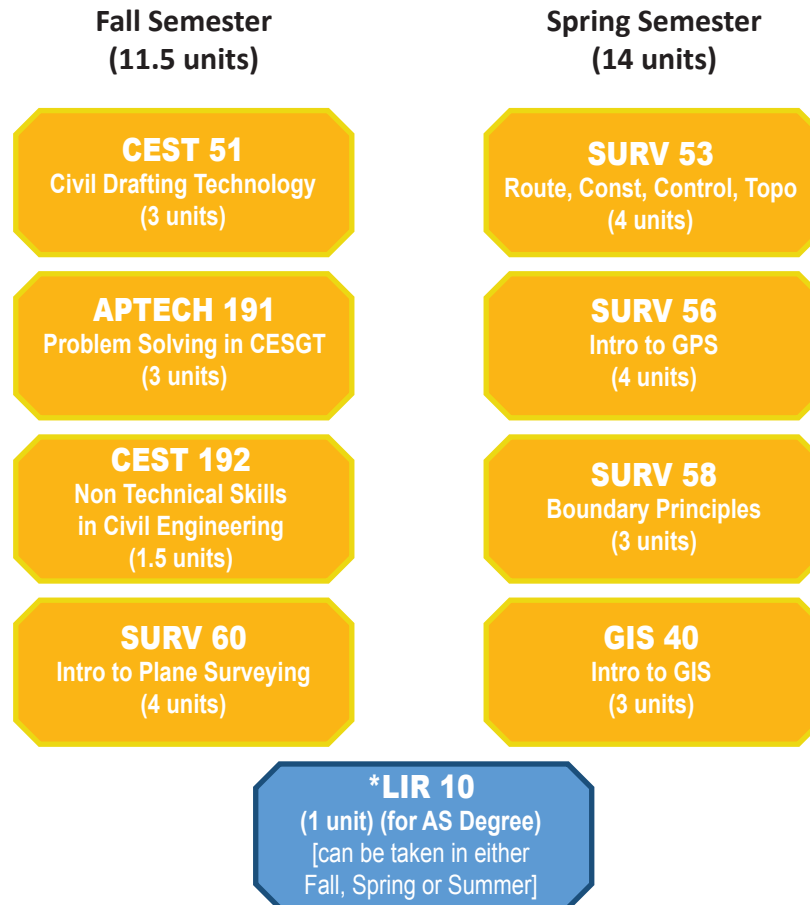 Fall Semester
(11.5 units)
CEST 51
Civil Drafting Technology
(3 units)
APTECH 191
Problem Solving in CESGT
(3 units)
CEST 192
Non Technical Skills
in Civil Engineering
(1.5 units)
SURV 60
Intro to Plane Surveying
(4 units)
Spring Semester
(14 units)
SURV 53
Route, Const, Control, Topo
(4 units)
SURV 56
Intro to GPS
(4 units)
SURV 58
Boundary Principles
(3 units)
GIS 40
Intro to GIS
(3 units)
*LIR 10
(1 unit) (for AS Degree)
[can be taken in either
Fall, Spring or Summer]